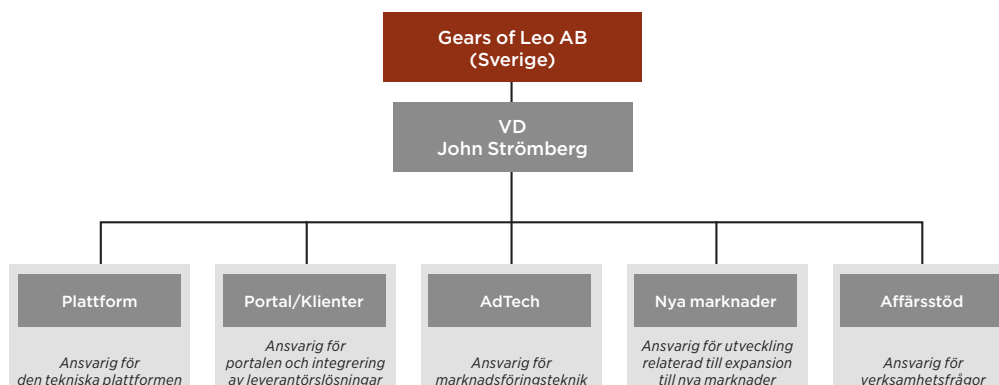 Gears of Leo AB
(Sverige)
VD
John Strömberg
Plattform
Ansvarig för
den tekniska plattformen
Portal/Klienter
Ansvarig för
portalen och integrering
av leverantörslösningar
AdTech
Ansvarig för
marknadsföringsteknik
Nya marknader
Ansvarig för utveckling
relaterad till expansion
till nya marknader
Affärsstöd
Ansvarig för
verksamhetsfrågor